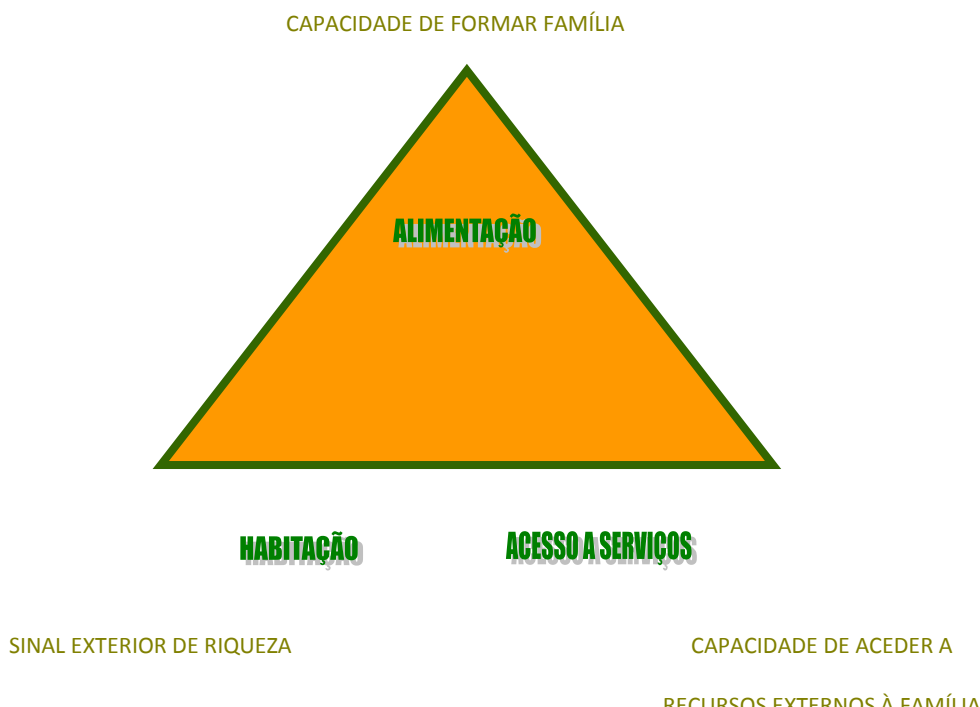 CAPACIDADE DE FORMAR FAMÍLIA
ALIMENTAÇÃO
HABITAÇÃO
ACESSO A SERVIÇOS
SINAL EXTERIOR DE RIQUEZA
CAPACIDADE DE ACEDER A
RECURSOS EXTERNOS À FAMÍLIA